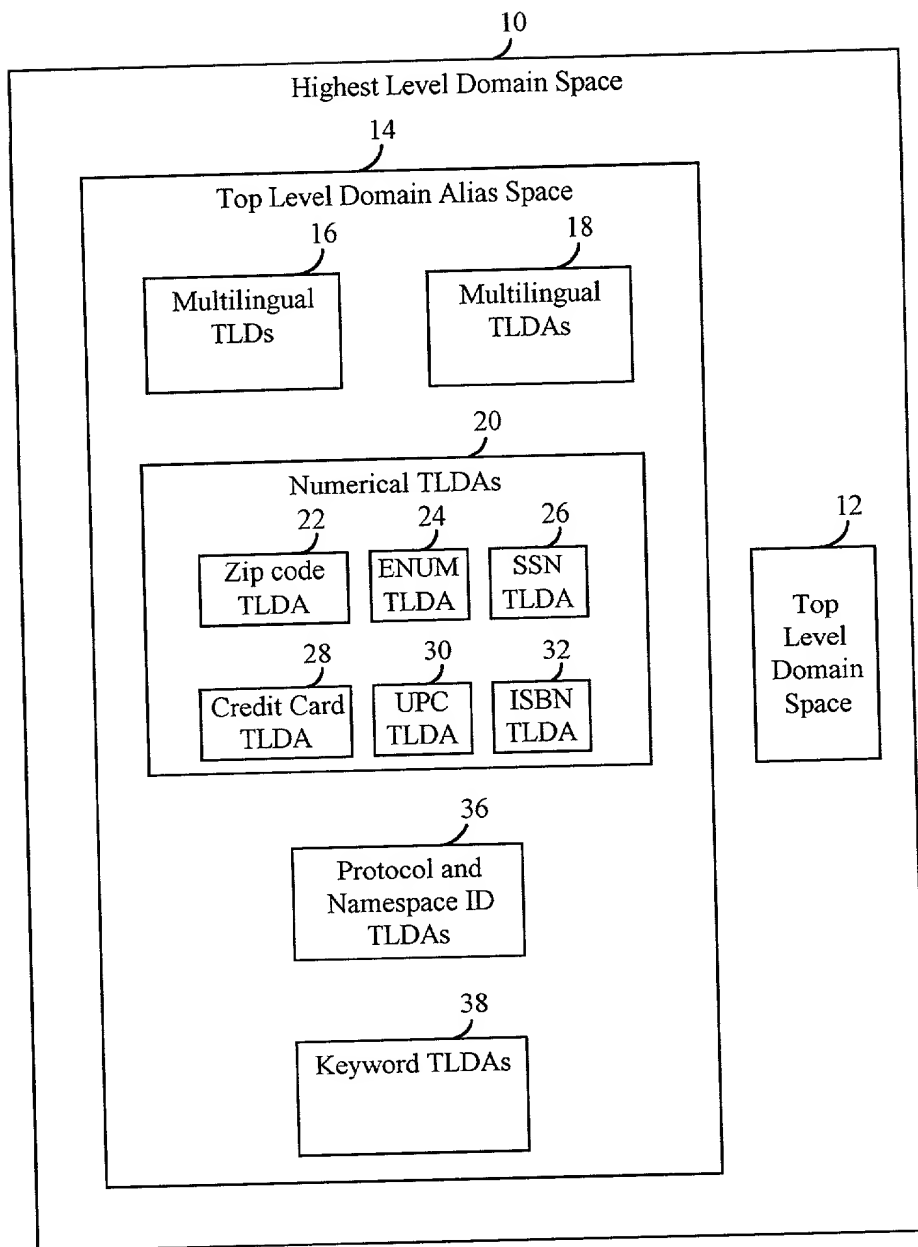 10
Highest Level Domain Space
14
Top Level Domain Alias Space
16
18
Multilingual
TLDs
Multilingual
TLDAs
20
Numerical TLDAs
22
24
26
Zip code
TLDA
ENUM
TLDA
SSN
TLDA
28
30
32
Credit Card
TLDA
UPC
TLDA
ISBN
TLDA
12
Top
Level
Domain
Space
36
Protocol and
Namespace ID
TLDAs
38
Keyword TLDAs